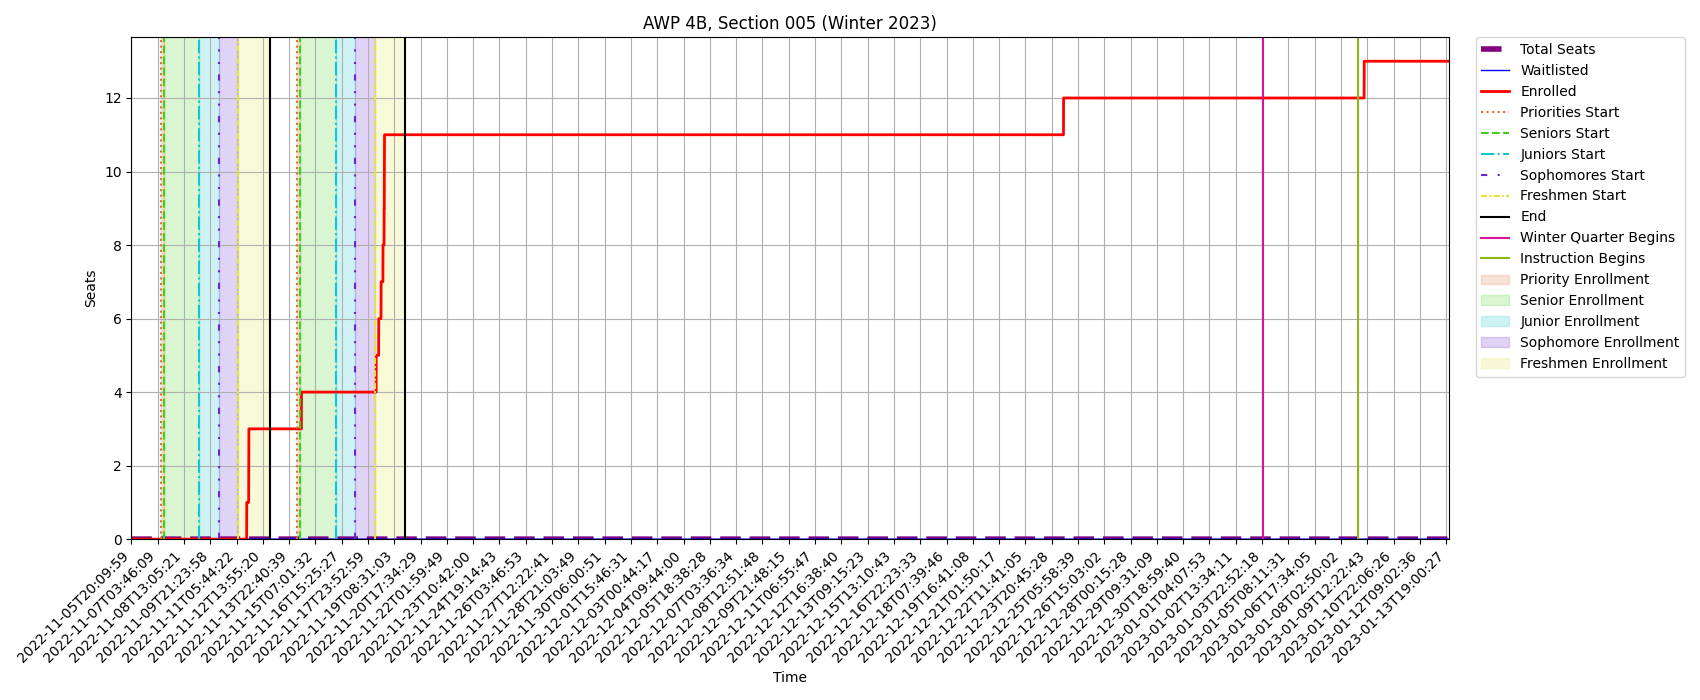 AWP 4B, Section 005 (Winter 2023)
Seats
12
10
8
6
4
2
0
2022-11-05T20:09:59
2022-11-07T03:46:09
2022-11-08T13:05:21
2022-11-09T21:23:58
2022-11-11T05:44:22
2022-11-12T13:55:20
2022-11-13T22:40:39
2022-11-15T07:01:32
2022-11-16T15:25:27
2022-11-17T23:52:59
2022-11-19T08:31:03
2022-11-20T17:34:29
2022-11-22T01:59:49
2022-11-23T10:42:00
2022-11-24T19:14:43
2022-11-26T03:46:53
2022-11-27T12:22:41
2022-11-28T21:03:49
2022-11-30T06:00:51
2022-12-01T15:46:31
2022-12-03T00:44:17
2022-12-04T09:44:00
2022-12-05T18:38:28
2022-12-07T03:36:34
2022-12-08T12:51:48
2022-12-09T21:48:15
2022-12-11T06:55:47
2022-12-12T16:38:40
2022-12-13T09:15:23
2022-12-15T13:10:43
2022-12-16T22:23:33
2022-12-18T07:39:46
2022-12-19T16:41:08
2022-12-21T01:50:17
2022-12-22T11:41:05
2022-12-23T20:45:28
2022-12-25T05:58:39
2022-12-26T15:03:02
2022-12-28T00:15:28
2022-12-29T09:31:09
2022-12-30T18:59:40
2023-01-01T04:07:53
2023-01-02T13:34:11
2023-01-03T22:52:18
2023-01-05T08:11:31
2023-01-06T17:34:05
2023-01-08T02:50:02
2023-01-09T12:22:43
2023-01-10T22:06:26
2023-01-12T09:02:36
2023-01-13T19:00:27
Time
Total Seats
Waitlisted
Enrolled
Priorities Start
Seniors Start
Juniors Start
Sophomores Start
Freshmen Start
End
Winter Quarter Begins
Instruction Begins
Priority Enrollment
Senior Enrollment
Junior Enrollment
Sophomore Enrollment
Freshmen Enrollment